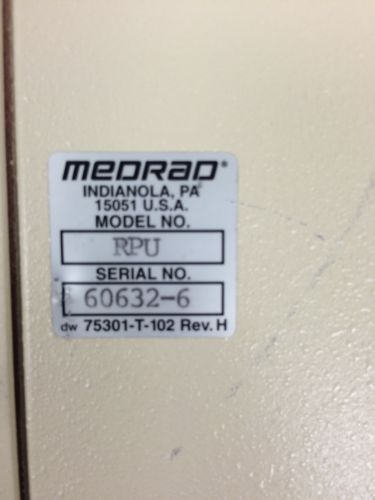 MEDRAD®
INDIANOLA, PA
15051 U.S.A.
MODEL NO.
RPU
SERIAL NO.
60632-6
dw 75301-T-102 Rev. H